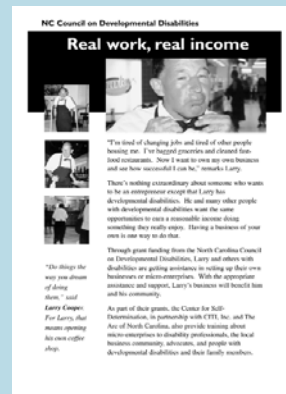 NC Council on Developmental Disabilities
Real work, real income
"I'm tired of changing jobs and tired of other people
bossing me. I've bagged groceries and cleaned fast-
food restaurants. Now I want to own my own business
and see how successful I can be," remarks Larry.
There's nothing extraordinary about someone who wants
to be an entrepreneur except that Larry has
developmental disabilities. He and many other people
with developmental disabilities want the same
opportunities to earn a reasonable income doing
something they really enjoy. Having a business of your
own is one way to do that.
Through grant funding from the North Carolina Council
on Developmental Disabilities, Larry and others with
disabilities are getting assistance in setting up their own
businesses or micro-enterprises. With the appropriate
assistance and support, Larry's business will benefit him
and his community.
As part of their grants, the Center for Self-
Determination, in partnership with CITI, Inc. and The
Arc of North Carolina, also provide training about
micro-enterprises to disability professionals, the local
business community, advocates, and people with
developmental disabilities and their family members.
"Do things the
way you dream
of doing
them," said
Larry Cooper.
For Larry, that
means opening
his own coffee
shop.